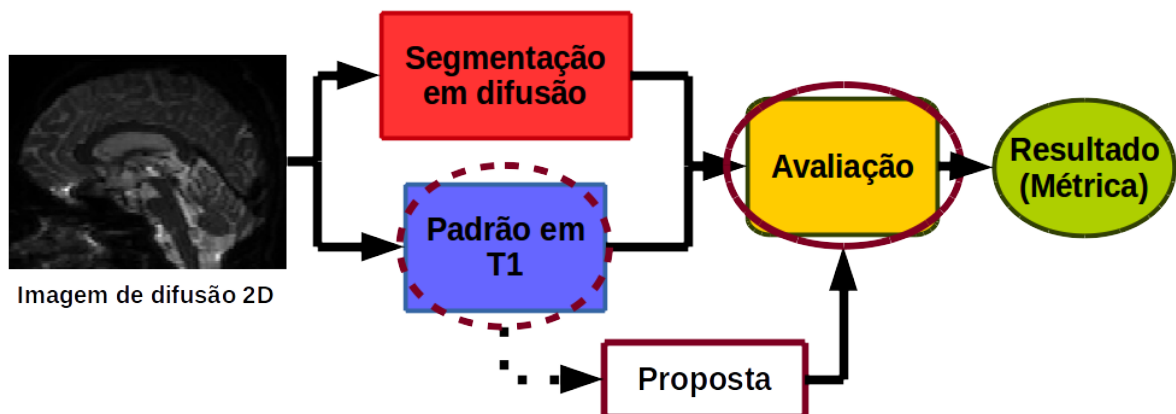 Segmentação
em difusão
Padrão em
T1
Avaliação
Resultado
(Métrica)
Imagem de difusão 2D
Proposta